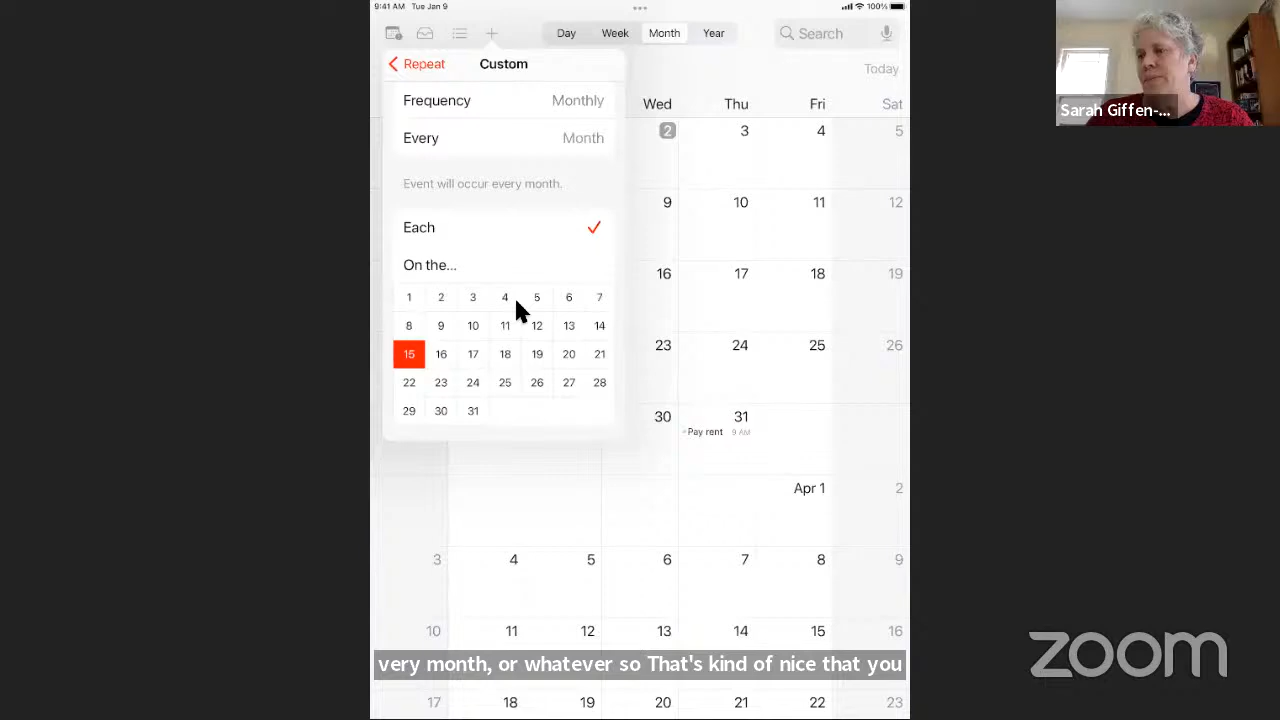 9:41 AM Tue Jan 9
100%
Day Week Month Year
Search
Repeat
Custom
Today
Frequency Monthly
Every Month
Event will occur every month.
Each
On the...
1 2 3 4 5 6 7
8 9 10 11 12 13 14
15 16 17 18 19 20 21
22 23 24 25 26 27 28
29 30 31
Wed Thu Fri Sat
2 3 4 5
9 10 11 12
16 17 18 19
23 24 25 26
30 31
Pay rent 9 AM
Apr 1 2
3 4 5 6 7 8 9
10 11 12 13 14 15 16
17 18 19 20 21 22 23
very month, or whatever so That's kind of nice that you
Sarah Giffen-...
zoom